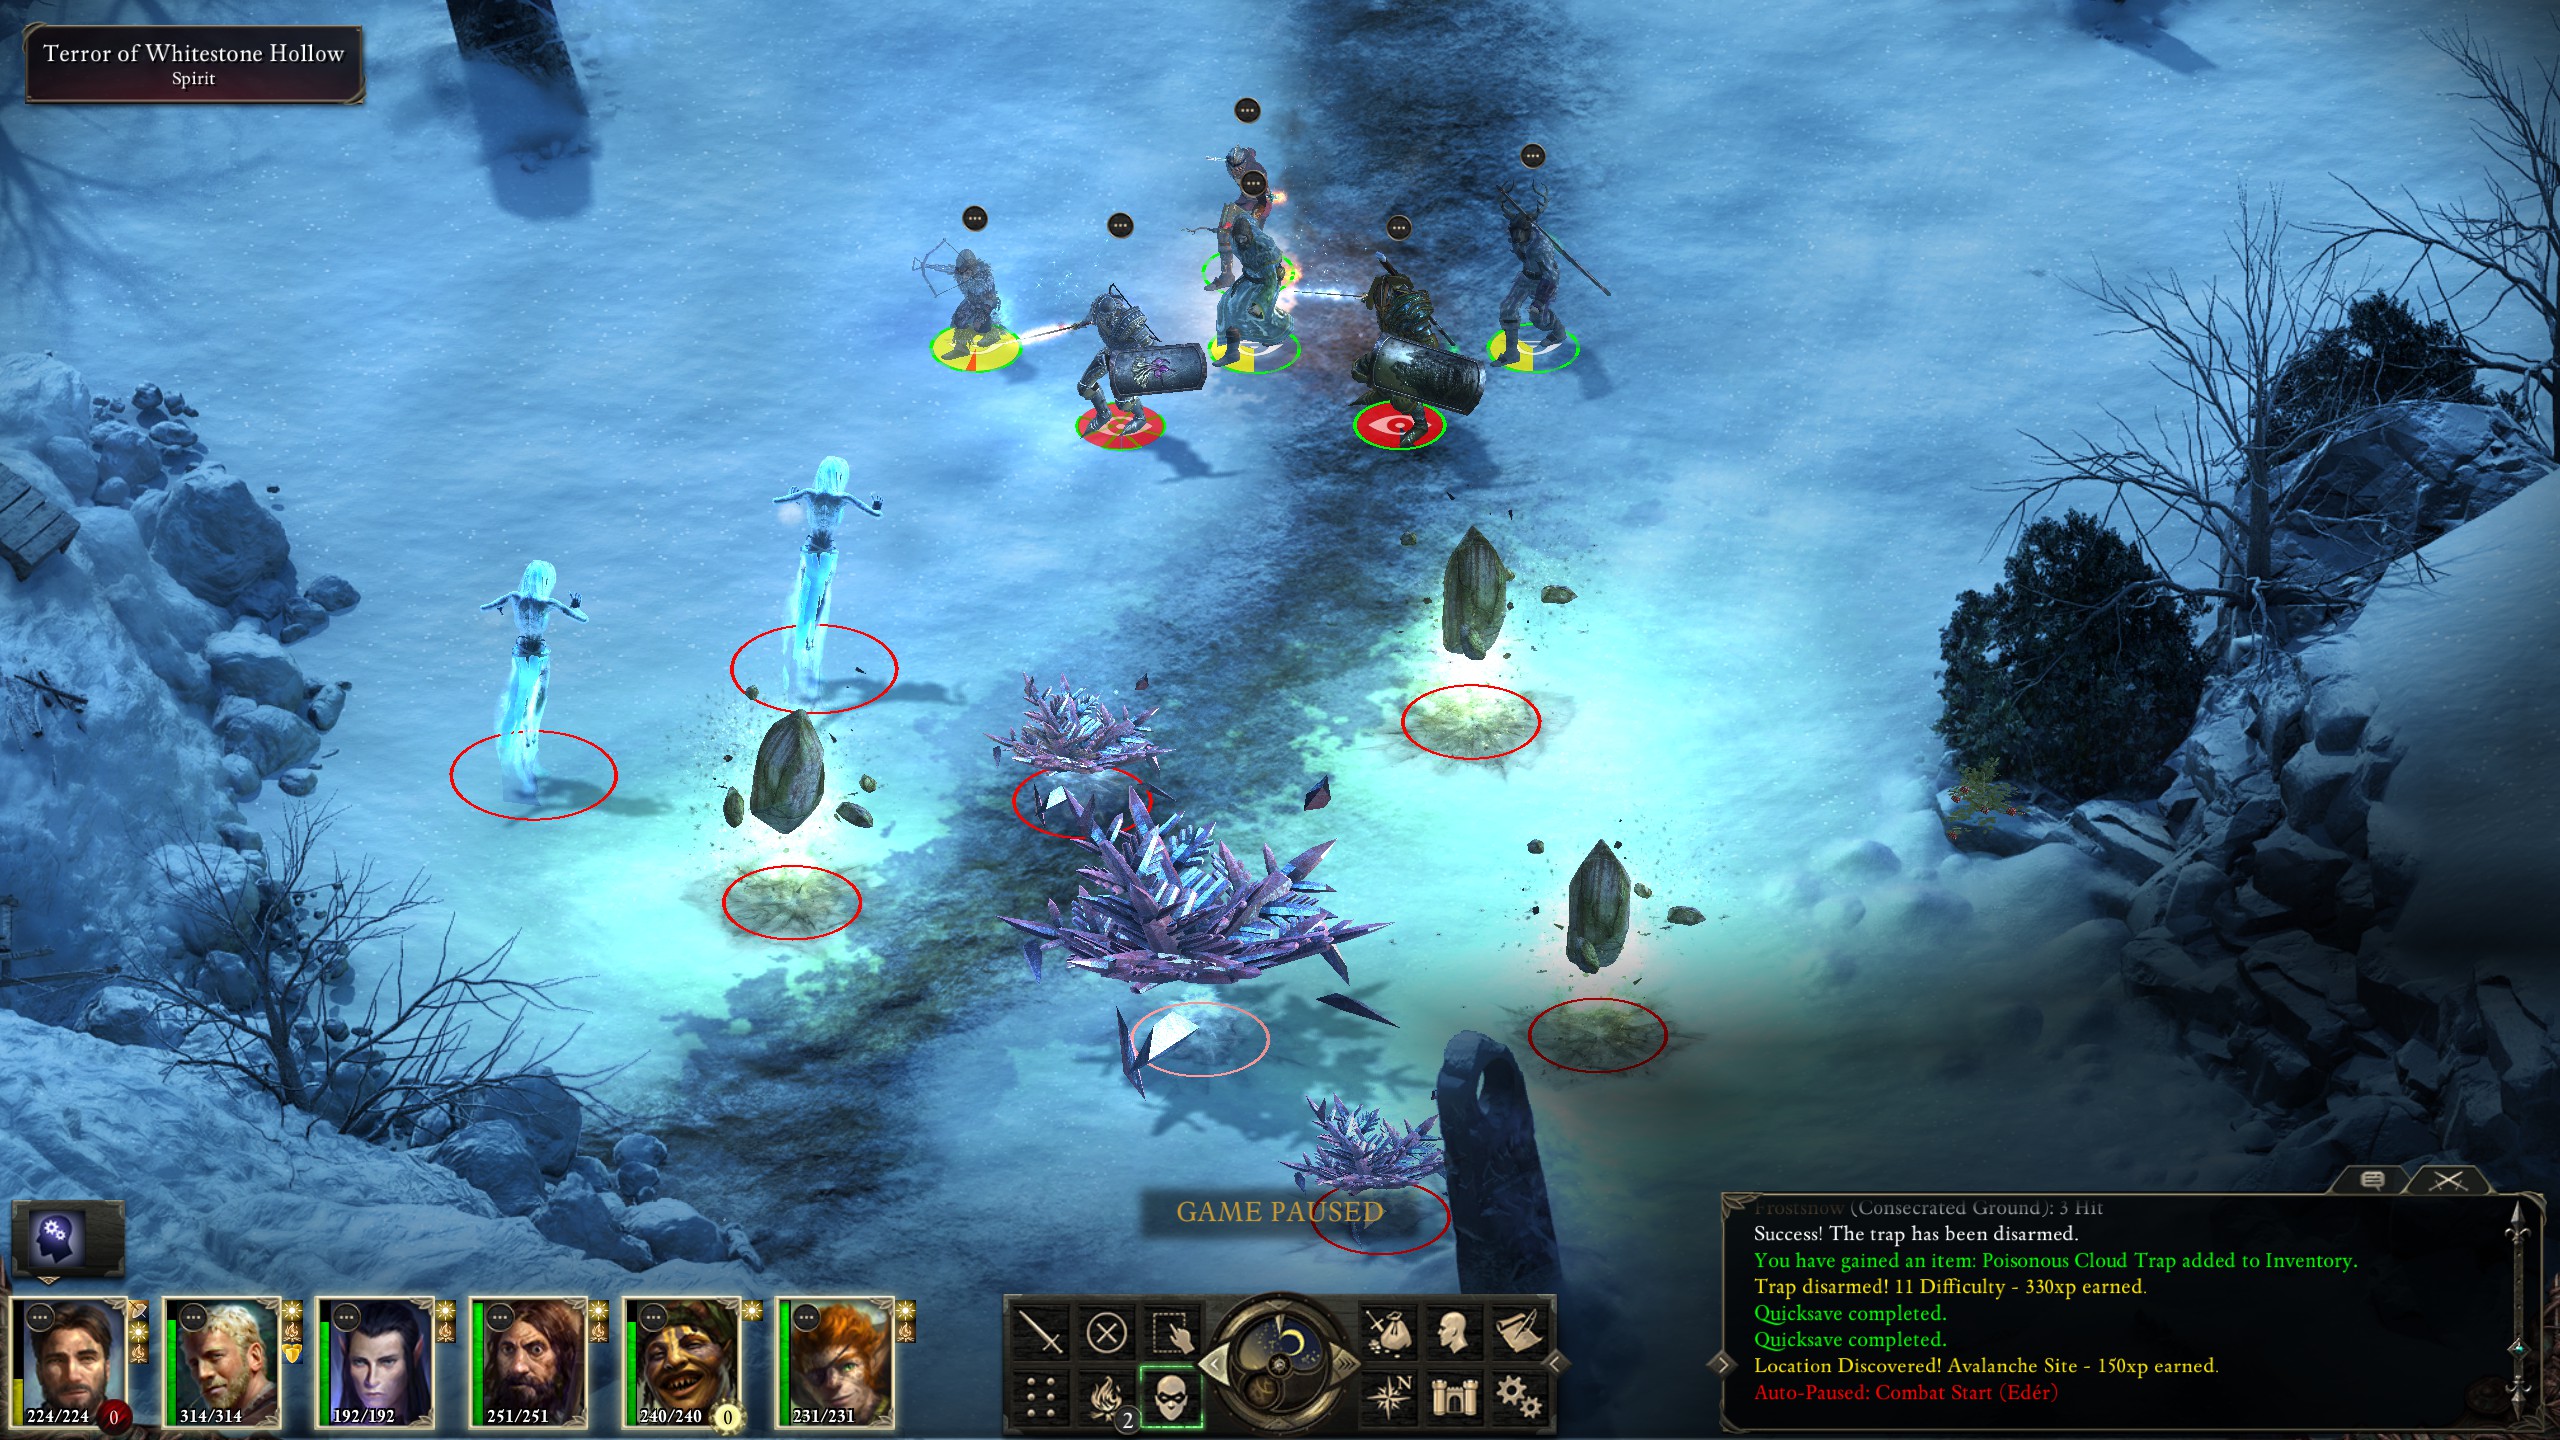 Terror of Whitestone Hollow
Spirit
GAME PAUSED
Frostsnow (Consecrated Ground): 3 Hit
Success! The trap has been disarmed.
You have gained an item: Poisonous Cloud Trap added to Inventory.
Trap disarmed! 11 Difficulty - 330xp earned.
Quicksave completed.
Quicksave completed.
Location Discovered! Avalanche Site - 150xp earned.
Auto-Paused: Combat Start (Edér)
224/224
0
314/314
192/192
251/251
240/240
0
231/231
2
N